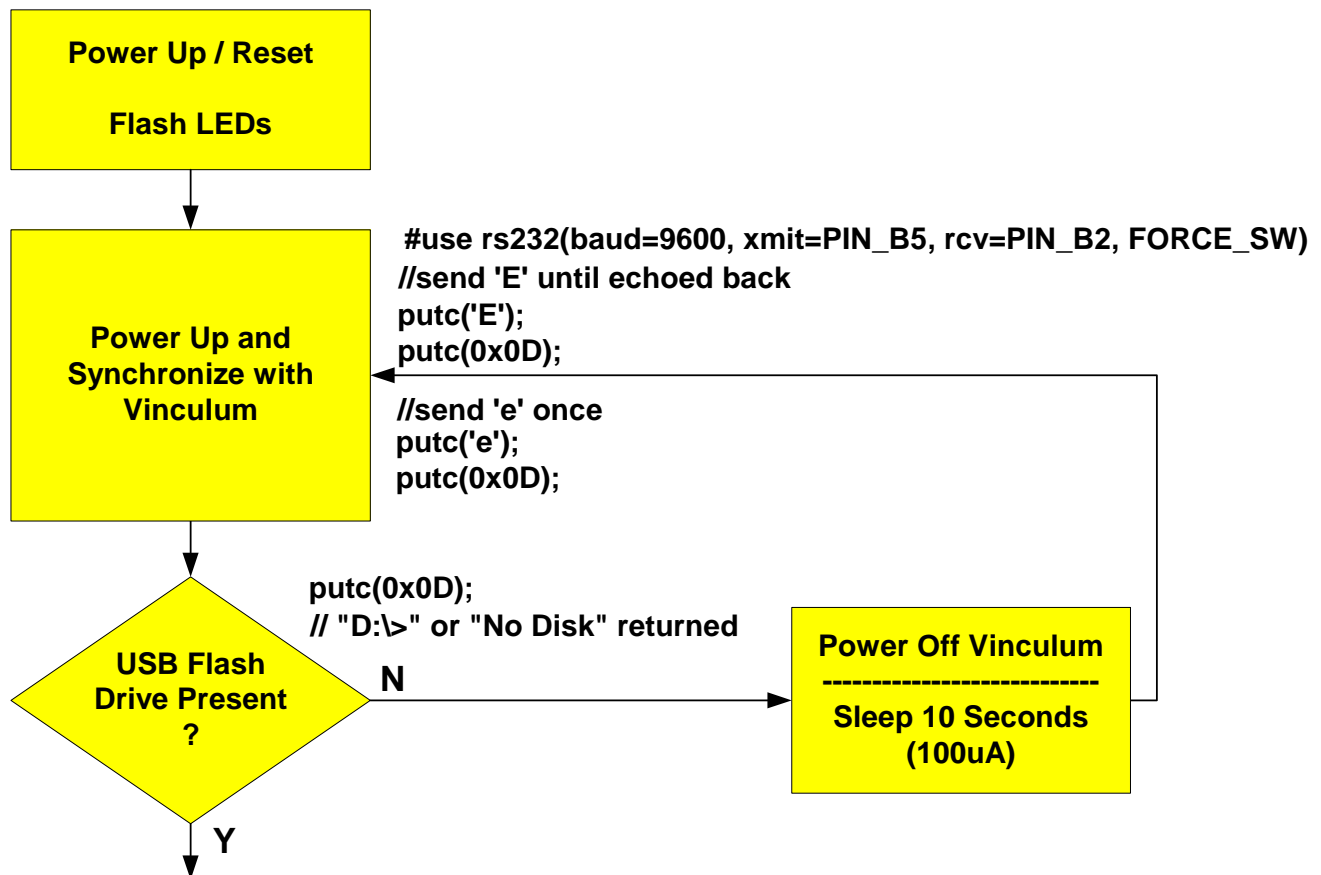 Power Up / Reset
Flash LEDs
#use rs232(baud=9600, xmit=PIN_B5, rcv=PIN_B2, FORCE_SW)
//send 'E' until echoed back
putc('E');
putc(0x0D);
Power Up and
Synchronize with
Vinculum
//send 'e' once
putc('e');
putc(0x0D);
putc(0x0D);
// "D:\>" or "No Disk" returned
USB Flash
Drive Present
?
N
Power Off Vinculum
----------------------------
Sleep 10 Seconds
(100uA)
Y